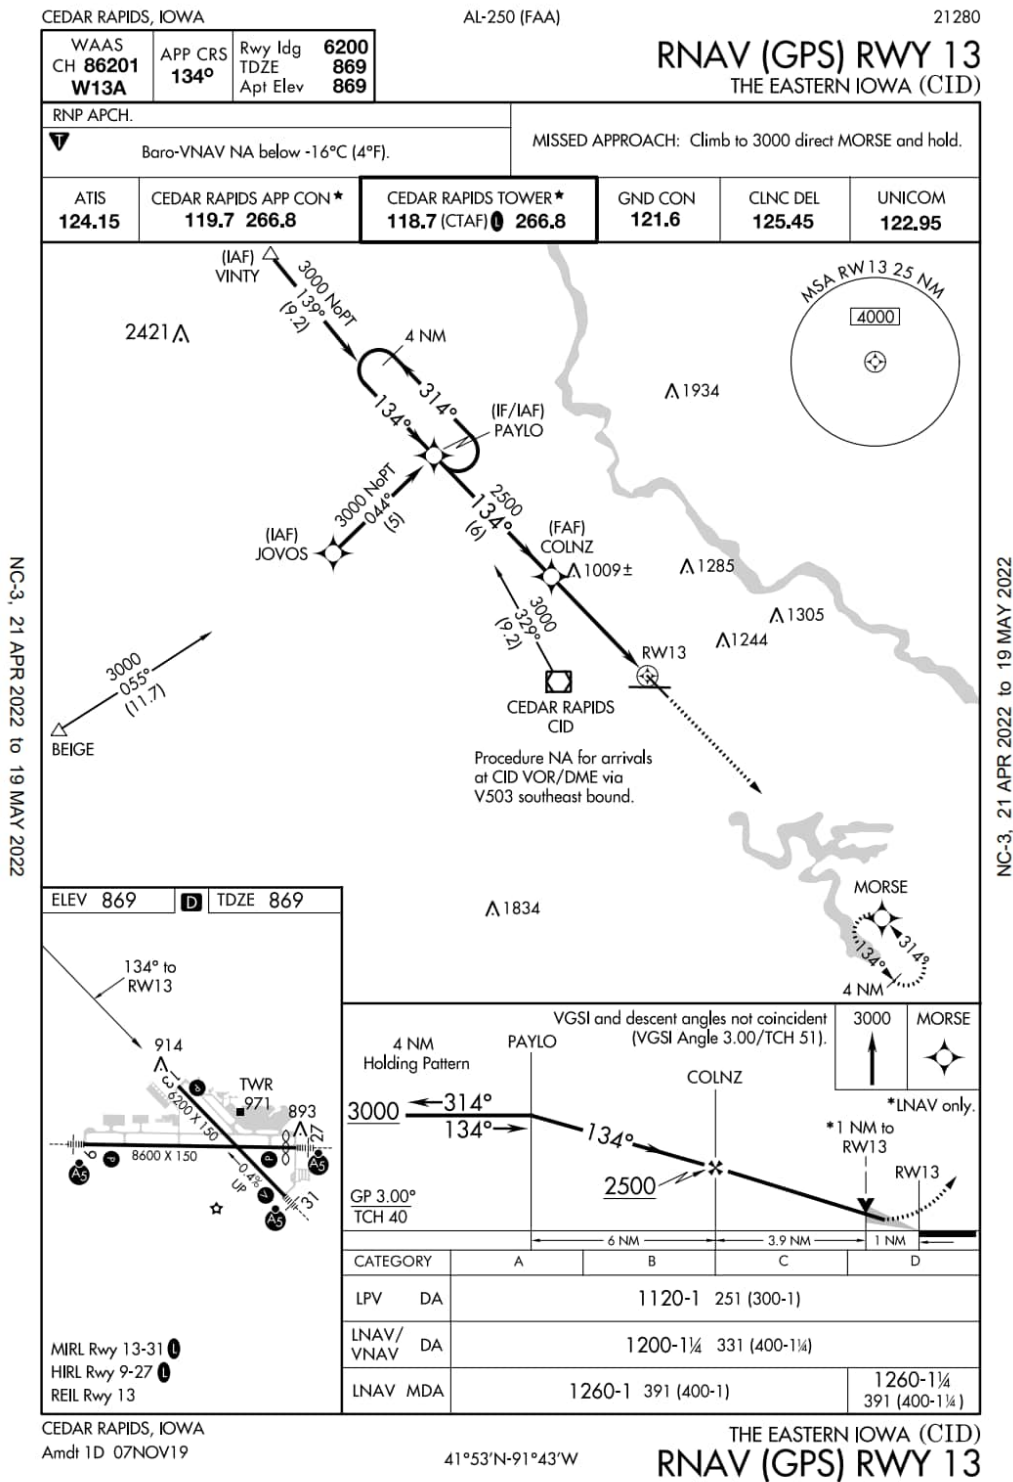 CEDAR RAPIDS, IOWA
AL-250 (FAA)
21280
WAAS
CH 86201
W13A
APP CRS
134°
Rwy ldg 6200
TDZE 869
Apt Elev 869
RNAV (GPS) RWY 13
THE EASTERN IOWA (CID)
RNP APCH.
T
Baro-VNAV NA below -16°C (4°F).
MISSED APPROACH: Climb to 3000 direct MORSE and hold.
ATIS
124.15
CEDAR RAPIDS APP CON★
119.7 266.8
CEDAR RAPIDS TOWER★
118.7 (CTAF) L 266.8
GND CON
121.6
CLNC DEL
125.45
UNICOM
122.95
(IAF)
VINTY
3000 NoPT
139°
(9.2)
2421
4 NM
314°
134°
(IF/IAF)
PAYLO
MSA RW13 25 NM
4000
1934
3000 NoPT
044°
(5)
(IAF)
JOVOS
2500
134°
(6)
(FAF)
COLNZ
1009±
1285
1305
1244
3000
329°
(9.2)
RW13
3000
055°
(11.7)
BEIGE
CEDAR RAPIDS
CID
Procedure NA for arrivals
at CID VOR/DME via
V503 southeast bound.
1834
MORSE
314°
134°
4 NM
NC-3, 21 APR 2022 to 19 MAY 2022
NC-3, 21 APR 2022 to 19 MAY 2022
ELEV 869
D
TDZE 869
134° to
RW13
914
13
6200 X 150
P
TWR
971
893
27
9
8600 X 150
P
P
A5
A5
0.4%
UP
V
31
A5
MIRL Rwy 13-31 L
HIRL Rwy 9-27 L
REIL Rwy 13
VGSI and descent angles not coincident
(VGSI Angle 3.00/TCH 51).
3000
MORSE
4 NM
Holding Pattern
PAYLO
COLNZ
*LNAV only.
3000
314°
134°
134°
2500
*1 NM to
RW13
RW13
GP 3.00°
TCH 40
6 NM
3.9 NM
1 NM
CATEGORY A B C D
LPV DA 1120-1 251 (300-1)
LNAV/
VNAV DA 1200-1¼ 331 (400-1¼)
LNAV MDA 1260-1 391 (400-1)
1260-1¼
391 (400-1¼)
CEDAR RAPIDS, IOWA
Amdt 1D 07NOV19
41°53'N-91°43'W
THE EASTERN IOWA (CID)
RNAV (GPS) RWY 13